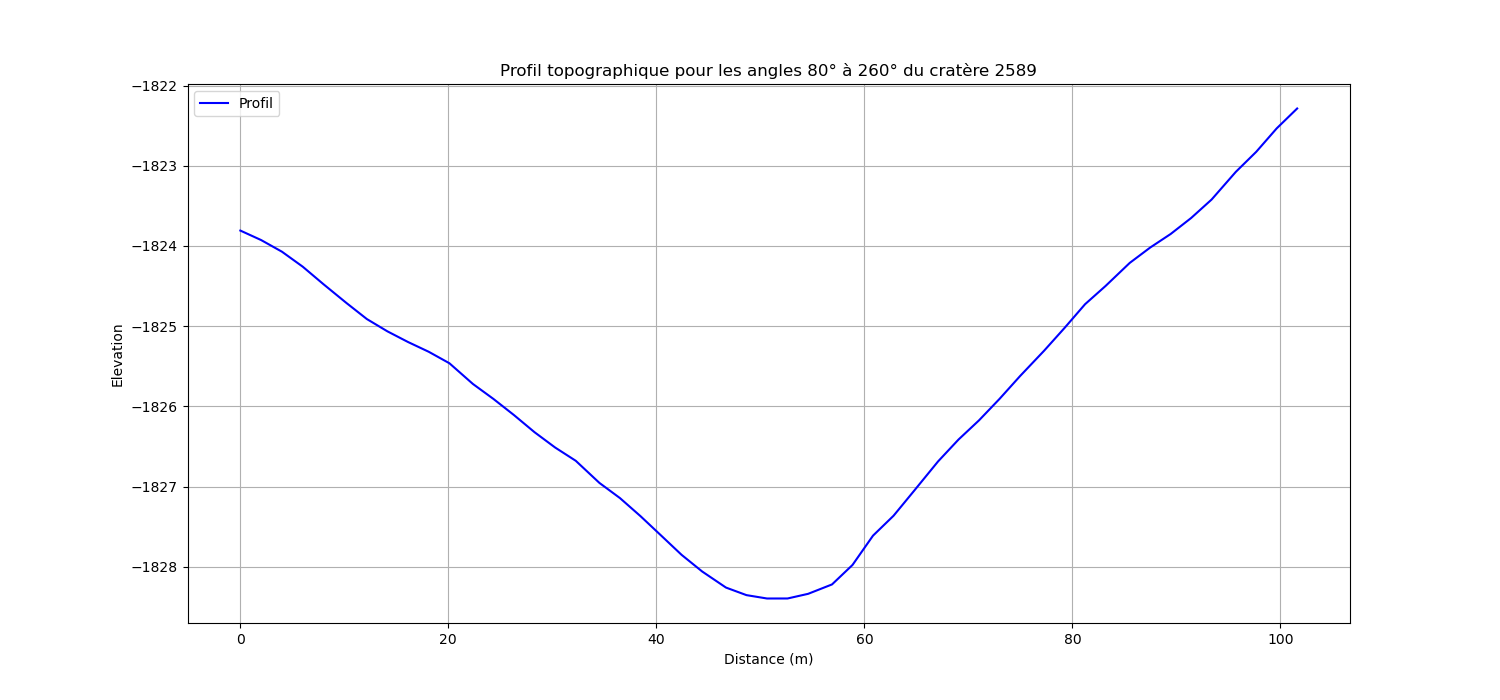 Profil topographique pour les angles 80° à 260° du cratère 2589
Profil
Elevation
−1822
−1823
−1824
−1825
−1826
−1827
−1828
0 20 40 60 80 100
Distance (m)